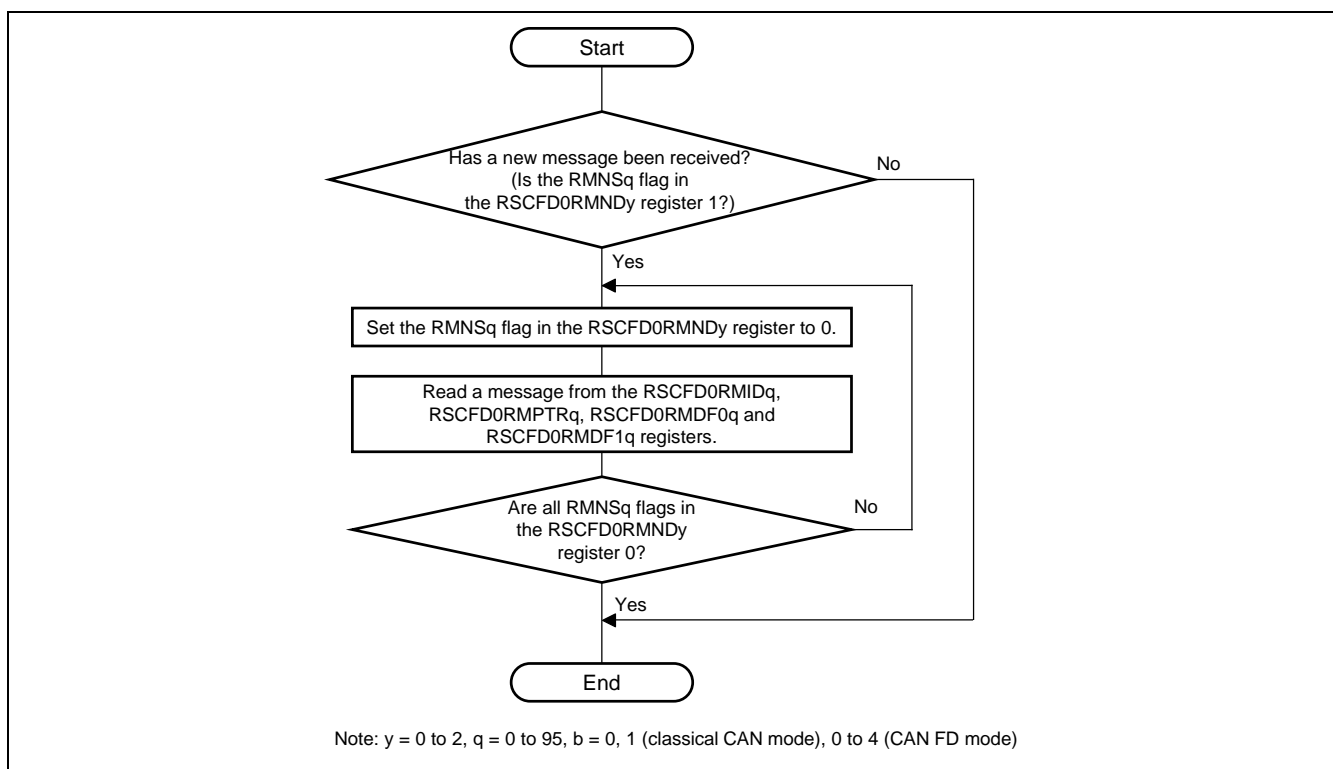 Start
Has a new message been received?
(Is the RMNSq flag in
the RSCFD0RMNDy register 1?)
No
Yes
Set the RMNSq flag in the RSCFD0RMNDy register to 0.
Read a message from the RSCFD0RMIDq,
RSCFD0RMPTRq, RSCFD0RMDF0q and
RSCFD0RMDF1q registers.
Are all RMNSq flags in
the RSCFD0RMNDy
register 0?
No
Yes
End
Note: y = 0 to 2, q = 0 to 95, b = 0, 1 (classical CAN mode), 0 to 4 (CAN FD mode)